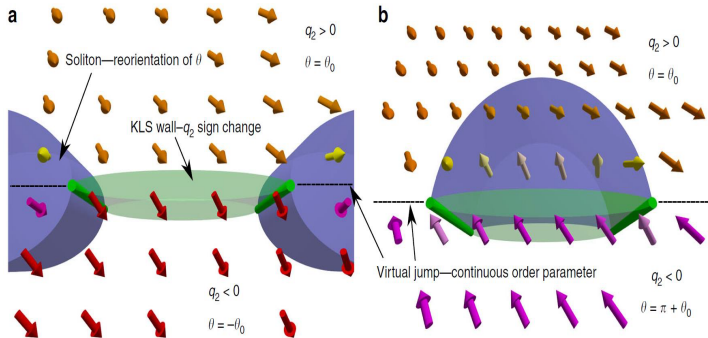 a
q₂ > 0
Soliton—reorientation of θ
θ = θ₀
KLS wall–q₂ sign change
Virtual jump—continuous order parameter
q₂ < 0
θ = –θ₀
b
q₂ > 0
θ = θ₀
q₂ < 0
θ = π + θ₀